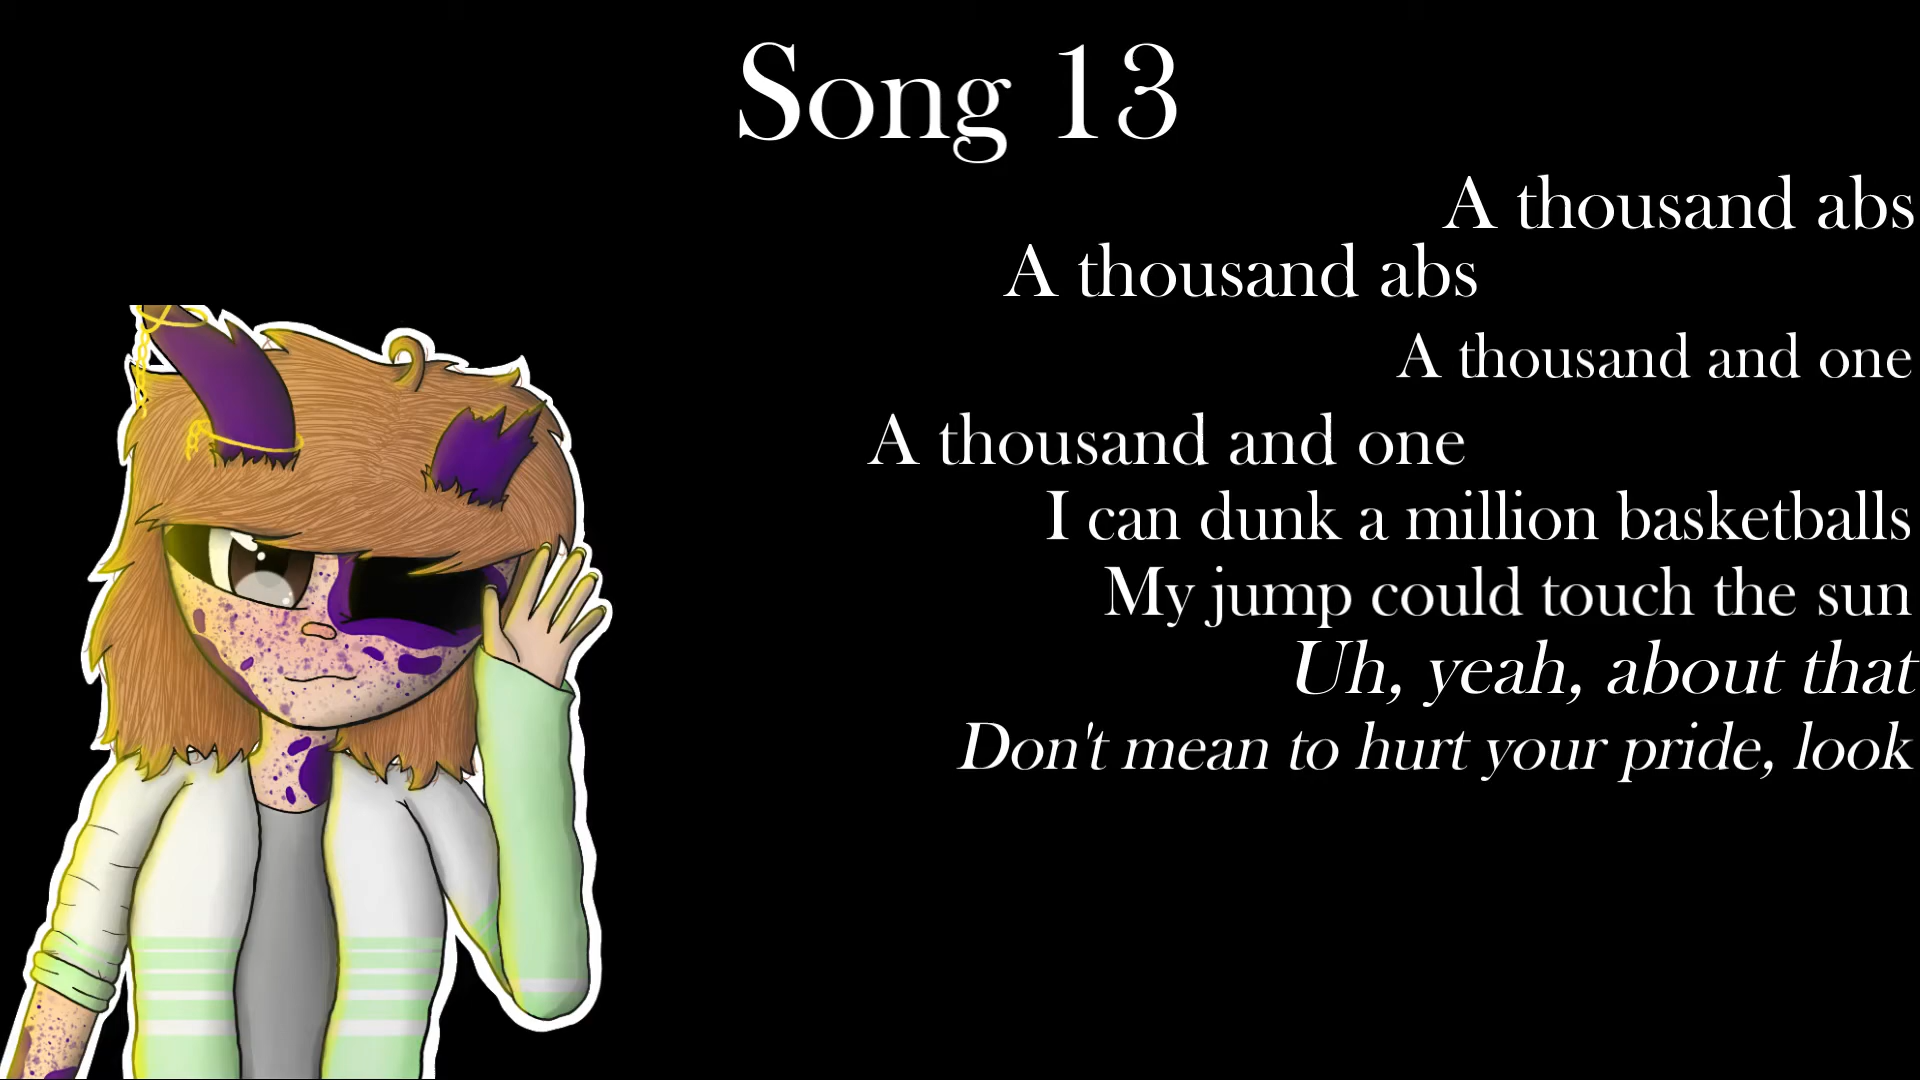 Song 13
A thousand abs
A thousand abs
A thousand and one
A thousand and one
I can dunk a million basketballs
My jump could touch the sun
Uh, yeah, about that
Don't mean to hurt your pride, look